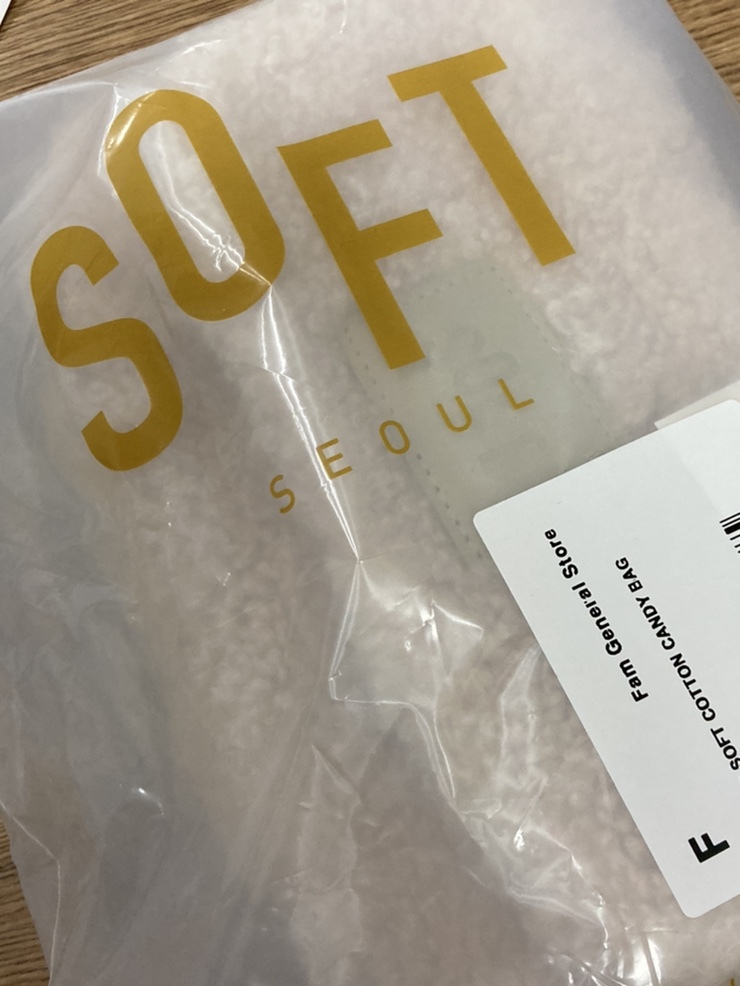 SOFT
SEOUL
Fam General Store
SOFT COTTON CANDY BAG
F